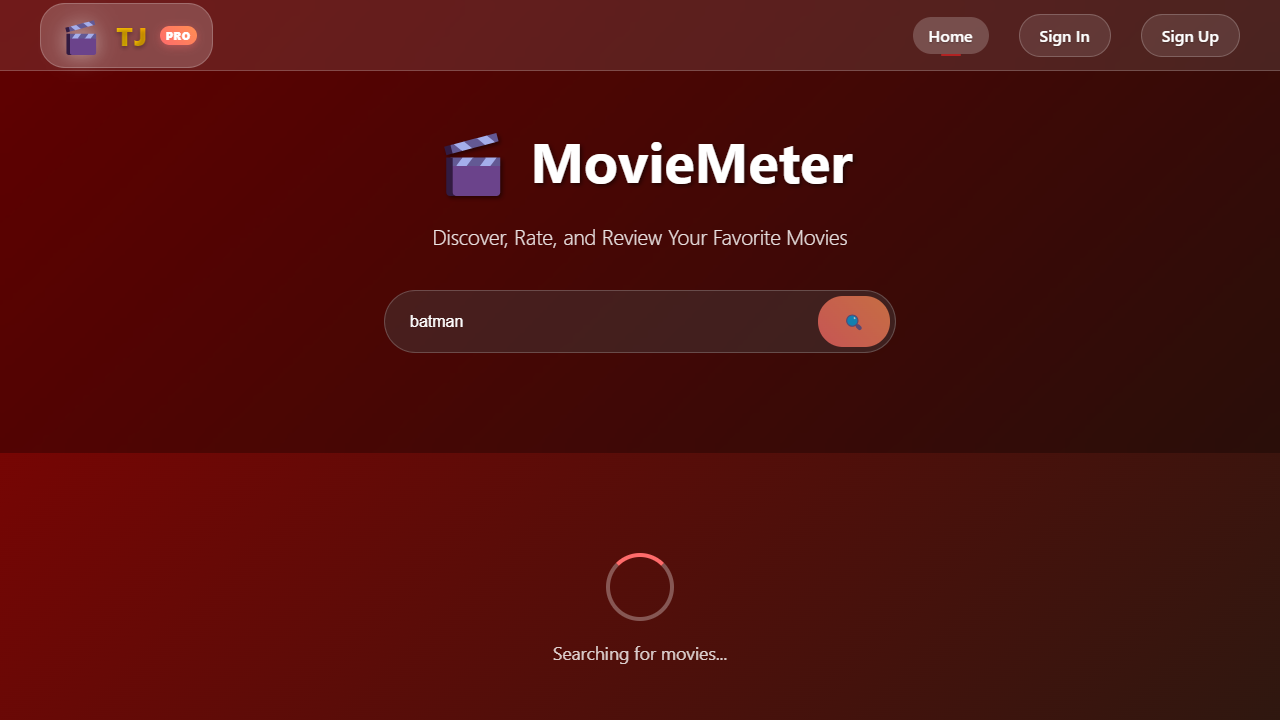 TJ PRO
Home
Sign In
Sign Up
MovieMeter
Discover, Rate, and Review Your Favorite Movies
batman
Searching for movies...